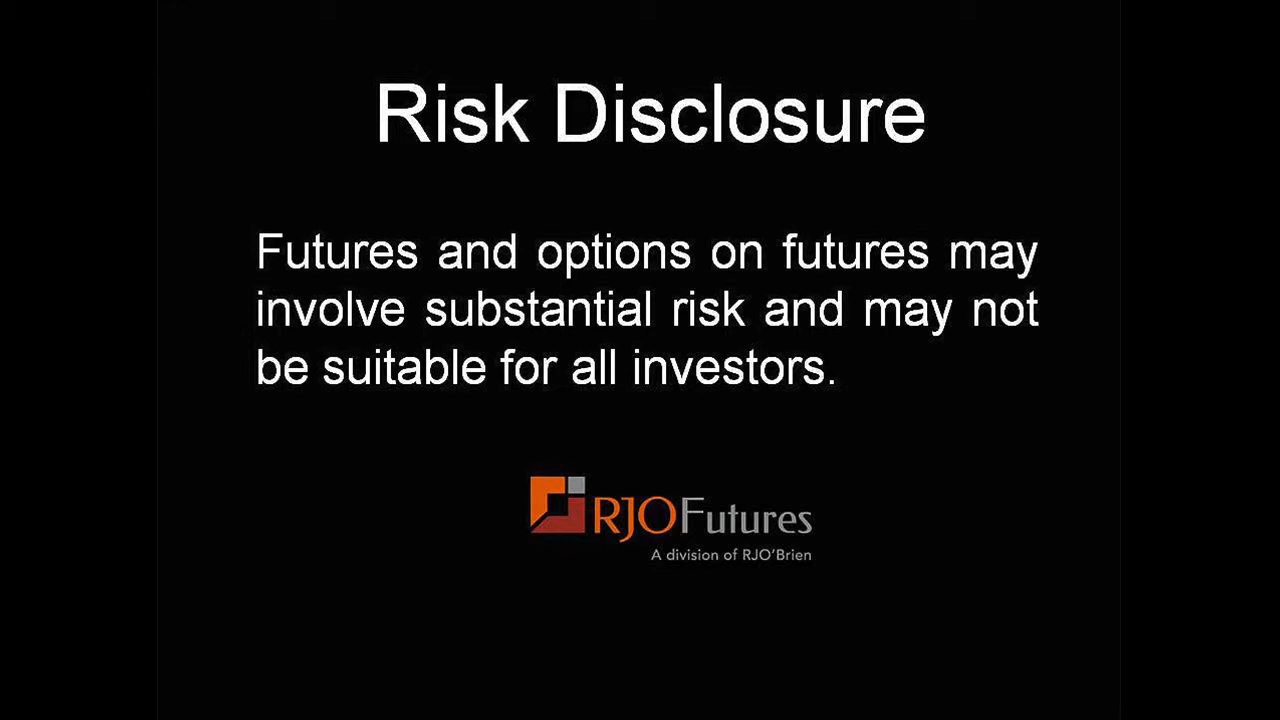 Risk Disclosure
Futures and options on futures may
involve substantial risk and may not
be suitable for all investors.
RJOFutures
A division of RJO'Brien